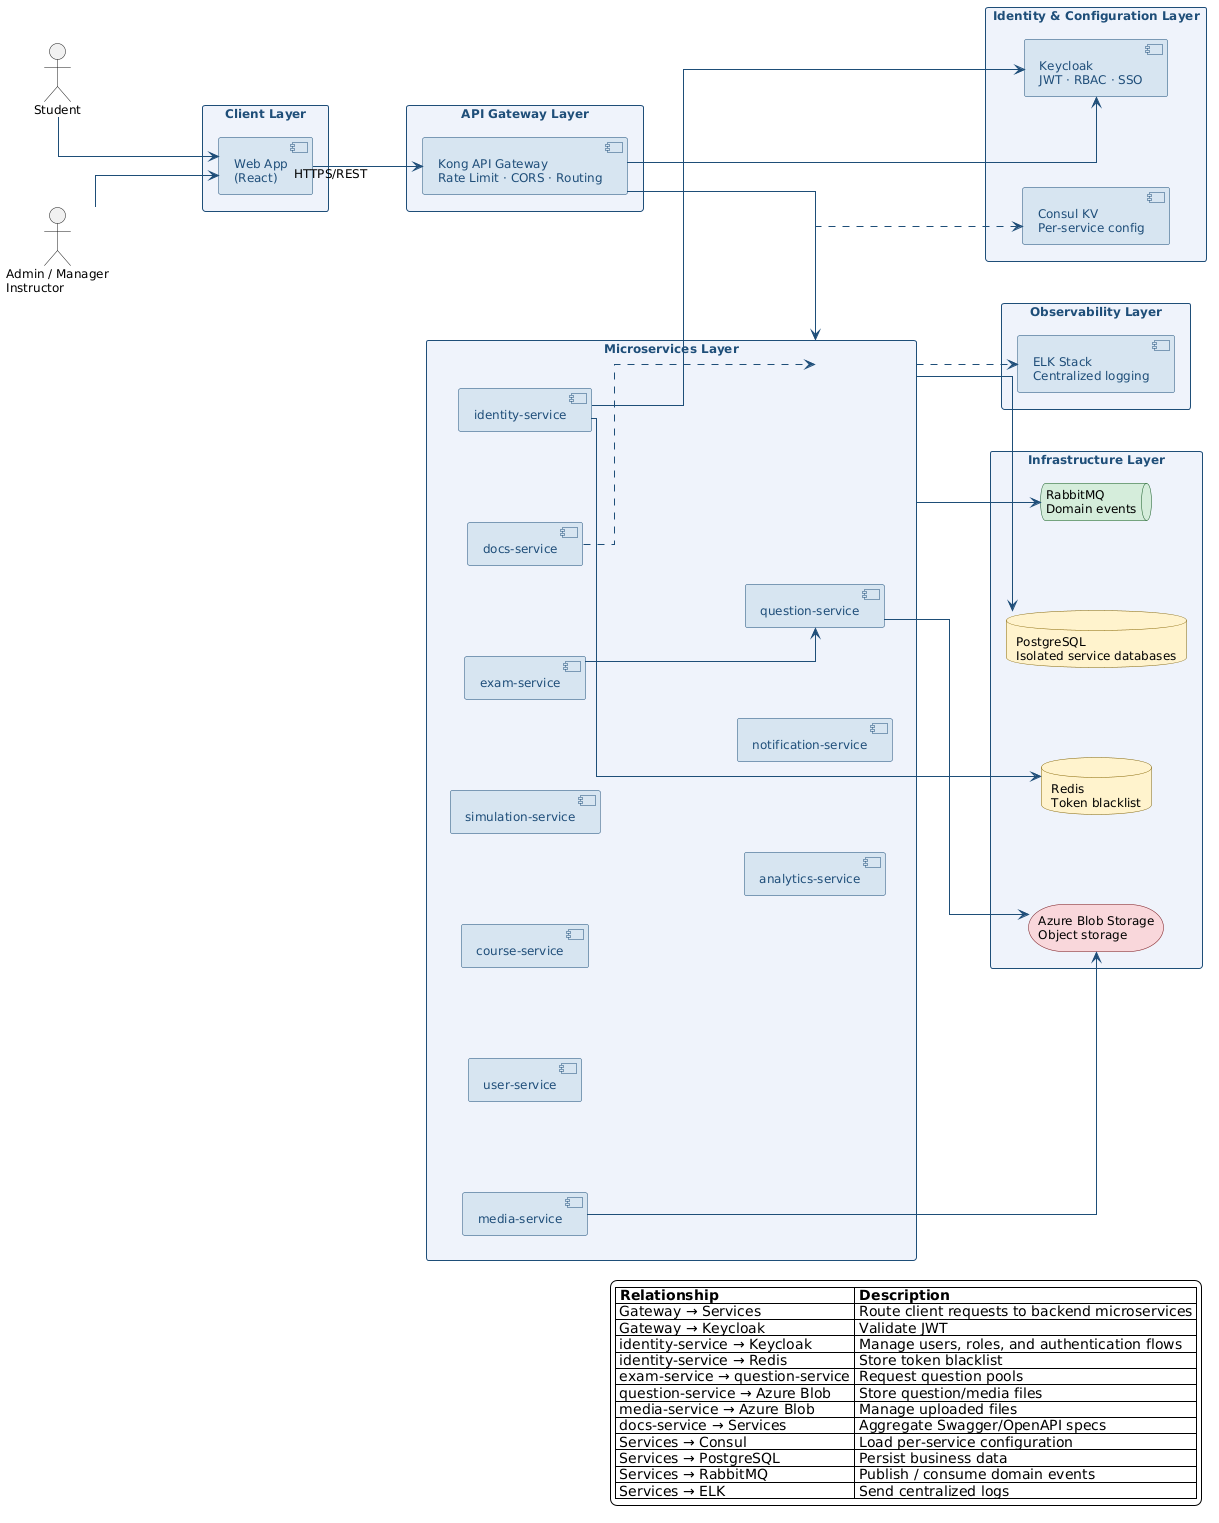 Student
Admin / Manager
Instructor
Client Layer
Web App
(React)
HTTPS/REST
API Gateway Layer
Kong API Gateway
Rate Limit · CORS · Routing
Identity & Configuration Layer
Keycloak
JWT · RBAC · SSO
Consul KV
Per-service config
Observability Layer
ELK Stack
Centralized logging
Microservices Layer
identity-service
docs-service
question-service
exam-service
notification-service
simulation-service
analytics-service
course-service
user-service
media-service
Infrastructure Layer
RabbitMQ
Domain events
PostgreSQL
Isolated service databases
Redis
Token blacklist
Azure Blob Storage
Object storage
Relationship Description
Gateway → Services Route client requests to backend microservices
Gateway → Keycloak Validate JWT
identity-service → Keycloak Manage users, roles, and authentication flows
identity-service → Redis Store token blacklist
exam-service → question-service Request question pools
question-service → Azure Blob Store question/media files
media-service → Azure Blob Manage uploaded files
docs-service → Services Aggregate Swagger/OpenAPI specs
Services → Consul Load per-service configuration
Services → PostgreSQL Persist business data
Services → RabbitMQ Publish / consume domain events
Services → ELK Send centralized logs